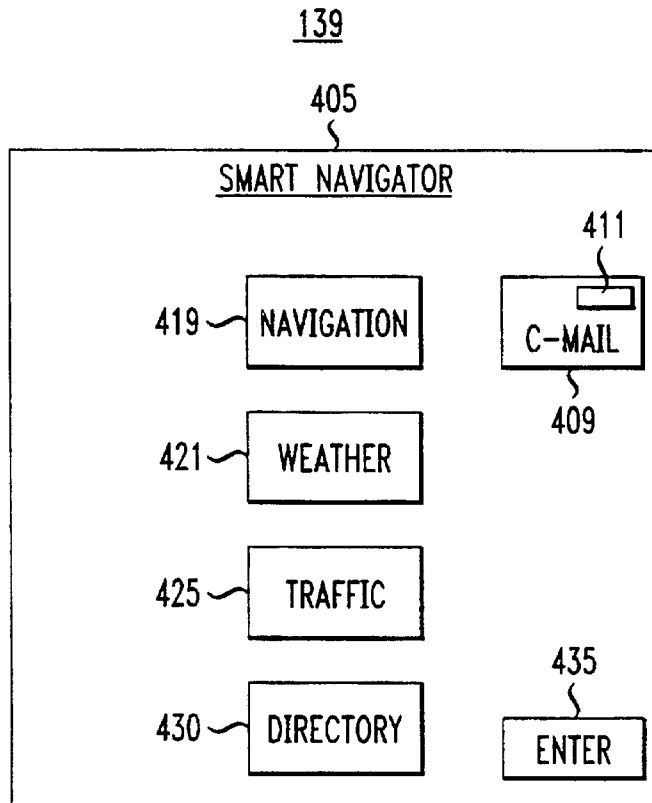 139
405
SMART NAVIGATOR
411
419 NAVIGATION
C-MAIL
409
421 WEATHER
425 TRAFFIC
435
430 DIRECTORY
ENTER